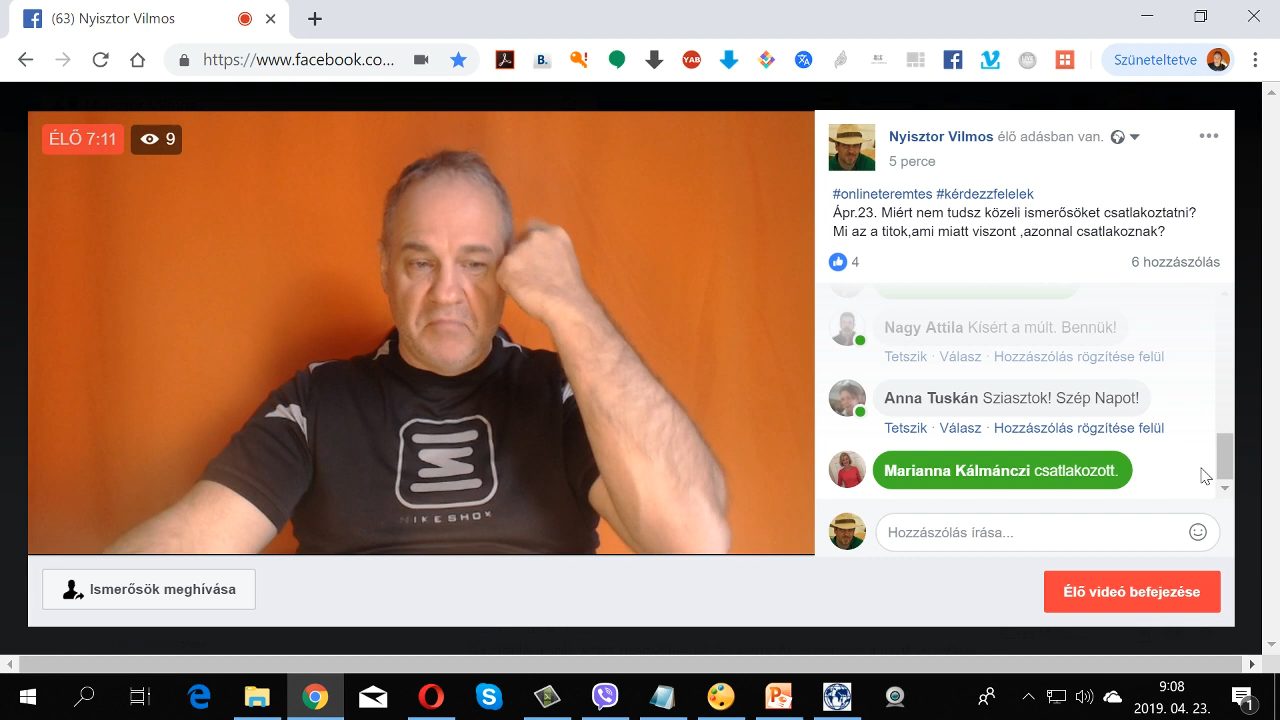 (63) Nyisztor Vilmos
https://www.facebook.co...
B.
YAB
LIVE
Szüneteltetve
ÉLŐ 7:11
9
Nyisztor Vilmos élő adásban van.
5 perce
#onlineteremtes #kérdezzfelelek
Ápr.23. Miért nem tudsz közeli ismerősöket csatlakoztatni?
Mi az a titok,ami miatt viszont ,azonnal csatlakoznak?
4
6 hozzászólás
Nagy Attila Kísért a múlt. Bennük!
Tetszik · Válasz · Hozzászólás rögzítése felül
Anna Tuskán Sziasztok! Szép Napot!
Tetszik · Válasz · Hozzászólás rögzítése felül
Marianna Kálmánczi csatlakozott.
Hozzászólás írása...
NIKESHOX
Ismerősök meghívása
Élő videó befejezése
9:08
2019. 04. 23.
1